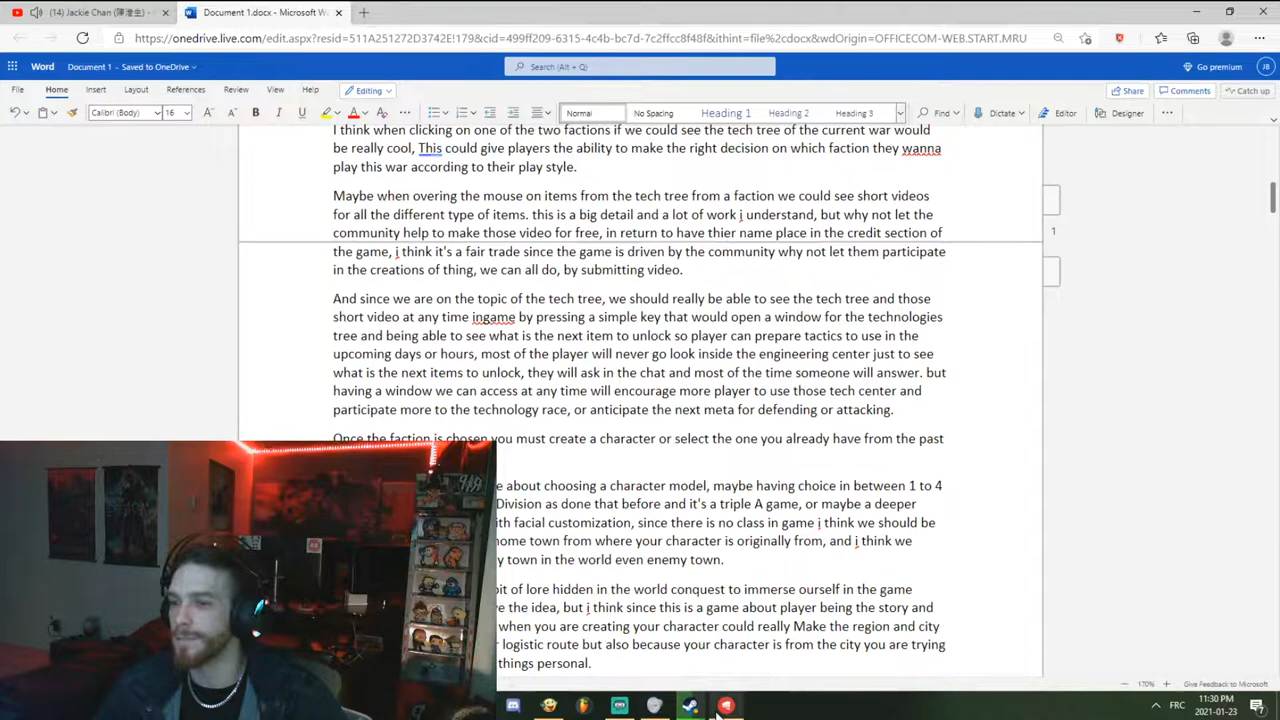 (14) Jackie Chan (陳港生)
Document 1.docx - Microsoft W
https://onedrive.live.com/edit.aspx?resid=511A251272D3742E!179&cid=499ff209-6315-4c4b-bc7d-7c2ffcc8f48f&ithint=file%2cdocx&wdOrigin=OFFICECOM-WEB.START.MRU
Word Document 1 - Saved to OneDrive Search (Alt + Q) Go premium JB
File Home Insert Layout References Review View Help Editing Share Comments Catch up
Calibri (Body) 16 B Normal No Spacing Heading 1 Heading 2 Heading 3 Find Dictate Editor Designer
I think when clicking on one of the two factions if we could see the tech tree of the current war would
be really cool, This could give players the ability to make the right decision on which faction they wanna
play this war according to their play style.
Maybe when overing the mouse on items from the tech tree from a faction we could see short videos
for all the different type of items. this is a big detail and a lot of work i understand, but why not let the
community help to make those video for free, in return to have thier name place in the credit section of
the game, i think it's a fair trade since the game is driven by the community why not let them participate
in the creations of thing, we can all do, by submitting video.
1
And since we are on the topic of the tech tree, we should really be able to see the tech tree and those
short video at any time ingame by pressing a simple key that would open a window for the technologies
tree and being able to see what is the next item to unlock so player can prepare tactics to use in the
upcoming days or hours, most of the player will never go look inside the engineering center just to see
what is the next items to unlock, they will ask in the chat and most of the time someone will answer. but
having a window we can access at any time will encourage more player to use those tech center and
participate more to the technology race, or anticipate the next meta for defending or attacking.
Once the faction is chosen you must create a character or select the one you already have from the past
e about choosing a character model, maybe having choice in between 1 to 4
Division as done that before and it's a triple A game, or maybe a deeper
th facial customization, since there is no class in game i think we should be
home town from where your character is originally from, and i think we
y town in the world even enemy town.
bit of lore hidden in the world conquest to immerse ourself in the game
ve the idea, but i think since this is a game about player being the story and
when you are creating your character could really Make the region and city
r logistic route but also because your character is from the city you are trying
things personal.
170% Give Feedback to Microsoft
FRC
11:30 PM
2021-01-23